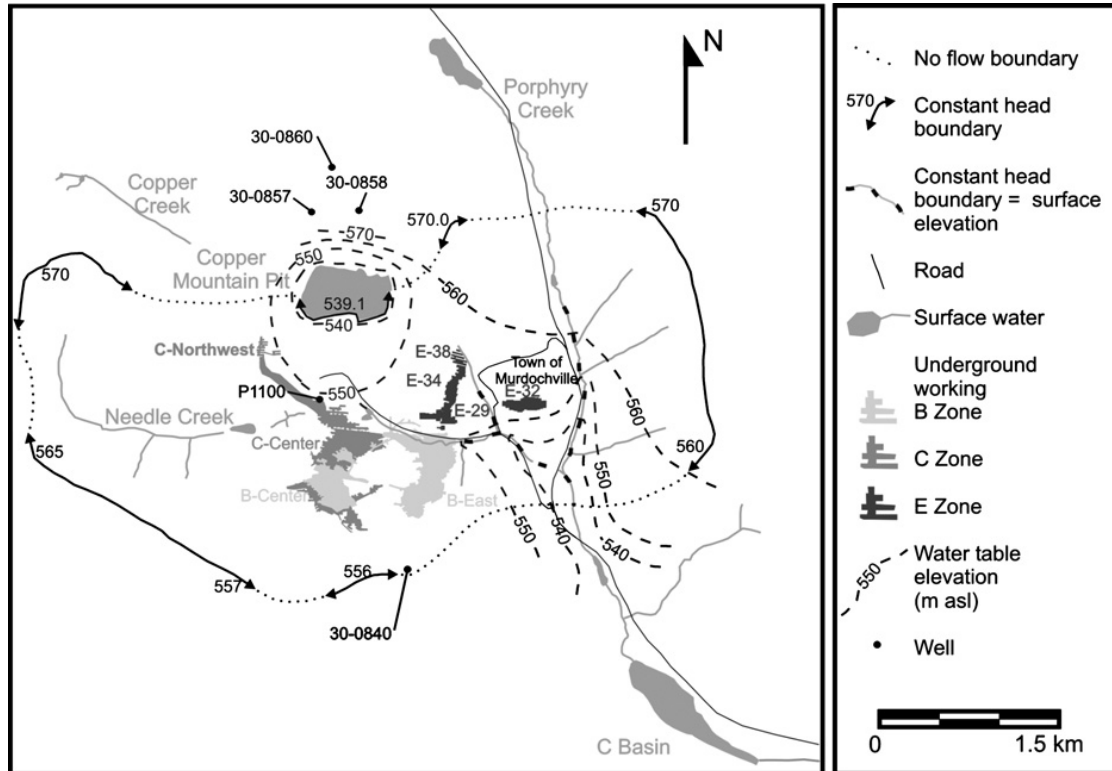 N
Porphyry
Creek
30-0860
30-0857
30-0858
Copper
Creek
570.0
570
570
550
560
Copper
Mountain Pit
570
539.1
540
C-Northwest
E-38
Town of
Murdochville
E-34
E-32
P1100
550
E-29
560
Needle Creek
C-Center
565
560
550
B-Center
B-East
550
540
540
557
556
30-0840
C Basin
No flow boundary
570
Constant head
boundary
Constant head
boundary = surface
elevation
Road
Surface water
Underground
working
B Zone
C Zone
E Zone
550
Water table
elevation
(m asl)
Well
0
1.5 km